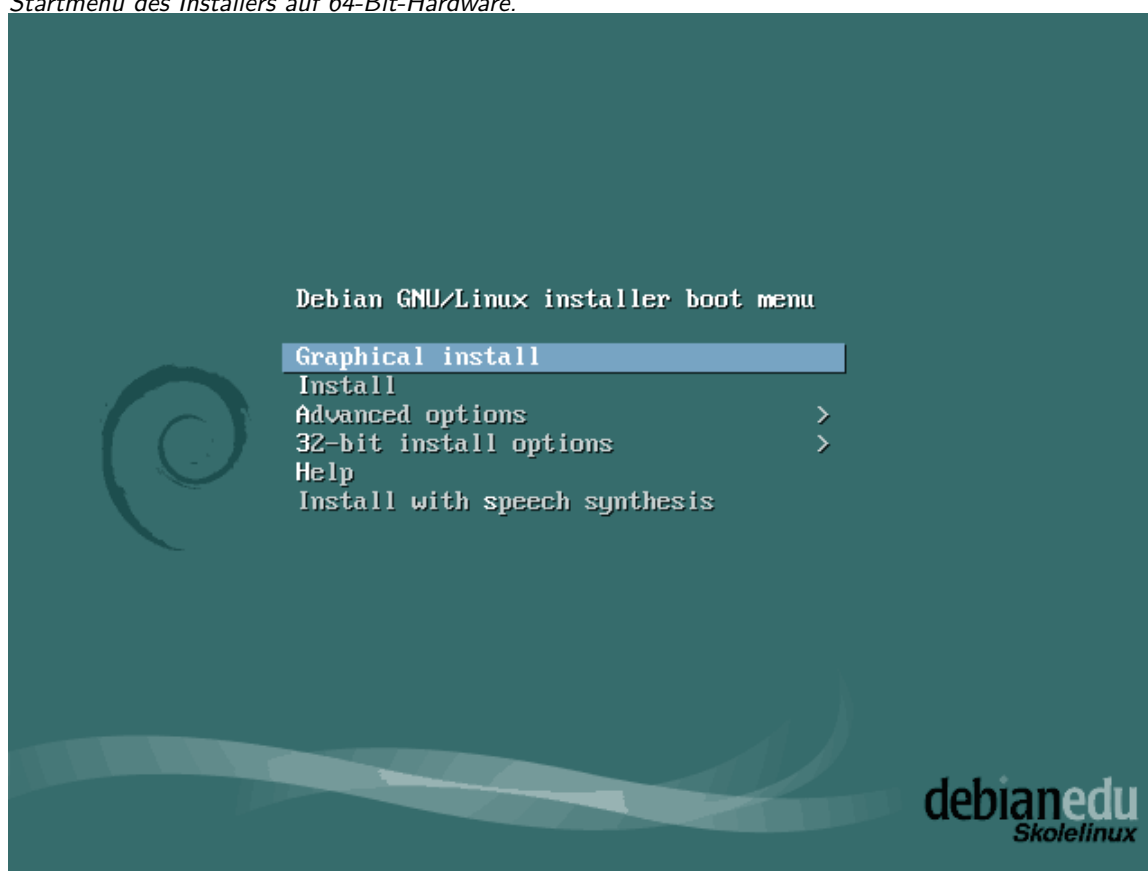 Startmenü des Installers auf 64-Bit-Hardware.
Debian GNU/Linux installer boot menu
Graphical install
Install
Advanced options >
32-bit install options >
Help
Install with speech synthesis
debianedu
Skolelinux